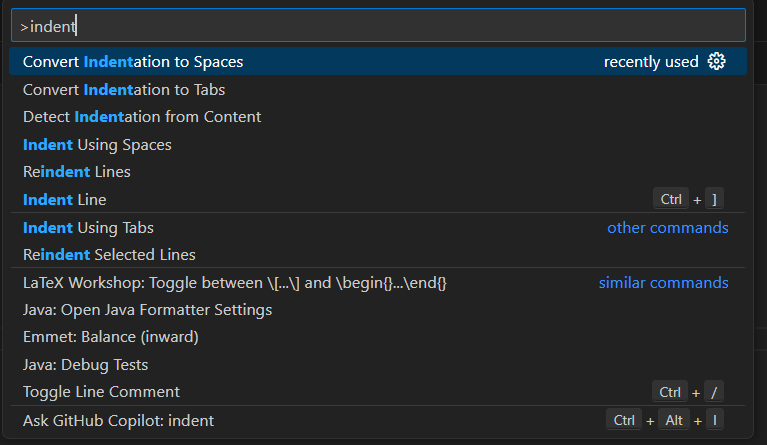 >indent
Convert Indentation to Spaces recently used
Convert Indentation to Tabs
Detect Indentation from Content
Indent Using Spaces
Reindent Lines
Indent Line Ctrl + ]
Indent Using Tabs other commands
Reindent Selected Lines
LaTeX Workshop: Toggle between \[...\] and \begin{}...\end{} similar commands
Java: Open Java Formatter Settings
Emmet: Balance (inward)
Java: Debug Tests
Toggle Line Comment Ctrl + /
Ask GitHub Copilot: indent Ctrl + Alt + I